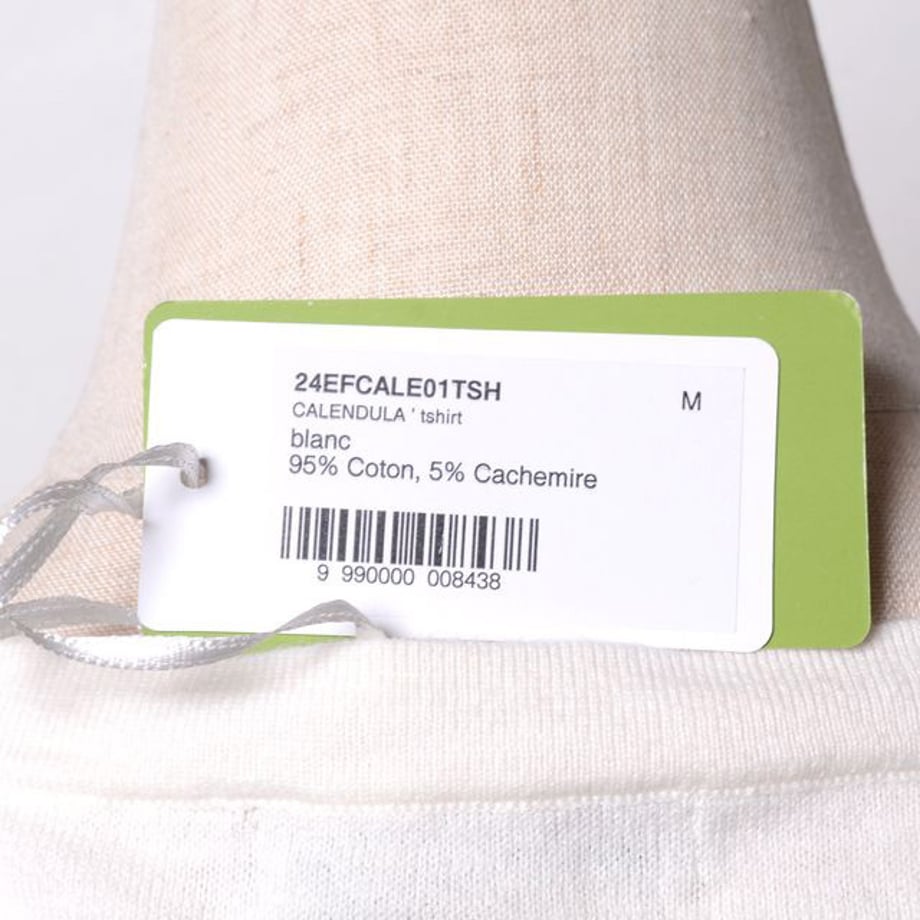 24EFCALE01TSH
M
CALENDULA ' tshirt
blanc
95% Coton, 5% Cachemire
9 990000 008438